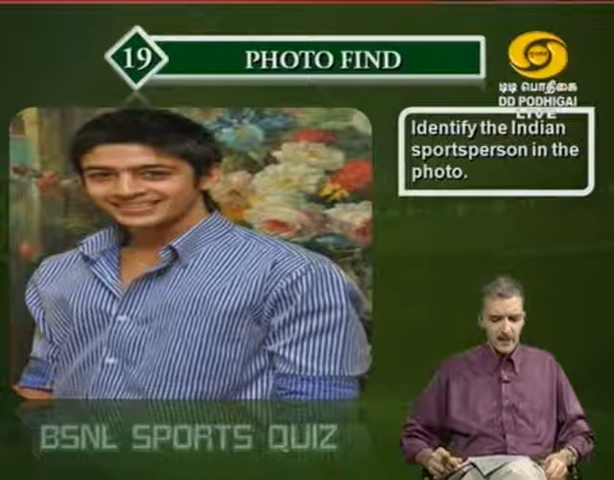 19
PHOTO FIND
டிடி பொதிகை
DD PODHIGAI
LIVE
Identify the Indian
sportsperson in the
photo.
BSNL SPORTS QUIZ